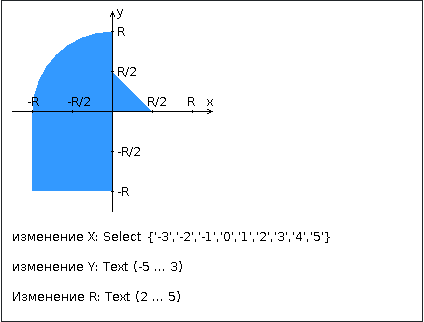 y
R
R/2
-R -R/2 R/2 R x
-R/2
-R
изменение X: Select {'-3','-2','-1','0','1','2','3','4','5'}
изменение Y: Text (-5 ... 3)
Изменение R: Text (2 ... 5)